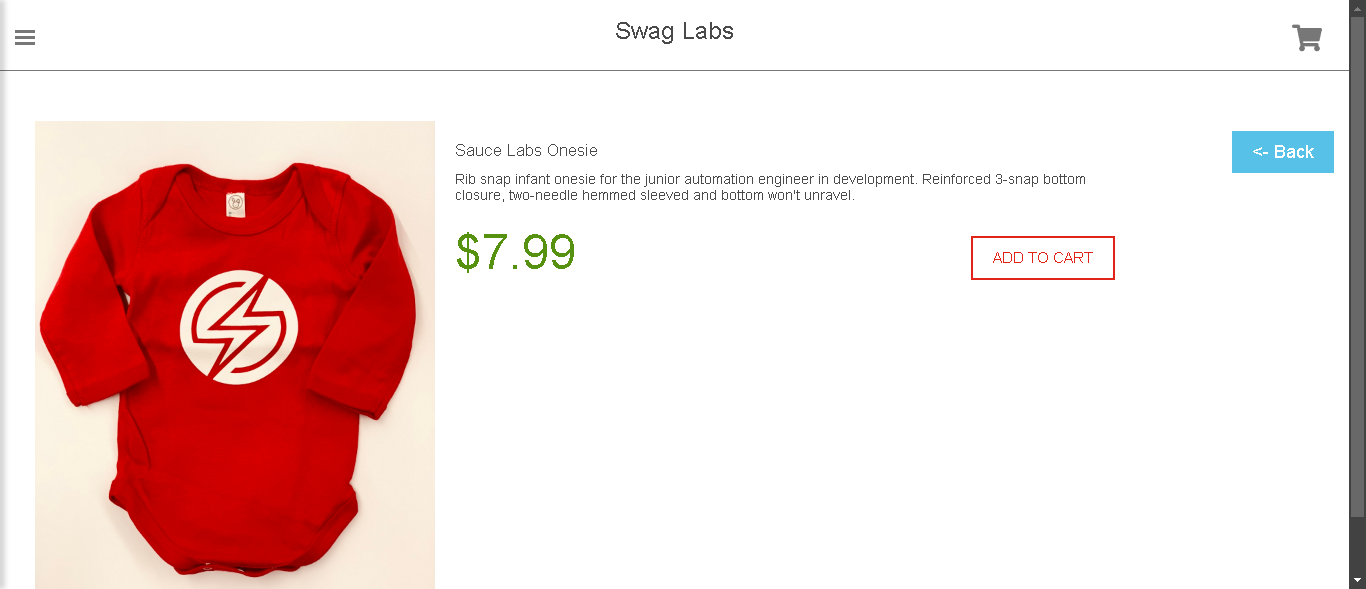 Swag Labs
Sauce Labs Onesie
<- Back
Rib snap infant onesie for the junior automation engineer in development. Reinforced 3-snap bottom
closure, two-needle hemmed sleeved and bottom won't unravel.
$7.99
ADD TO CART